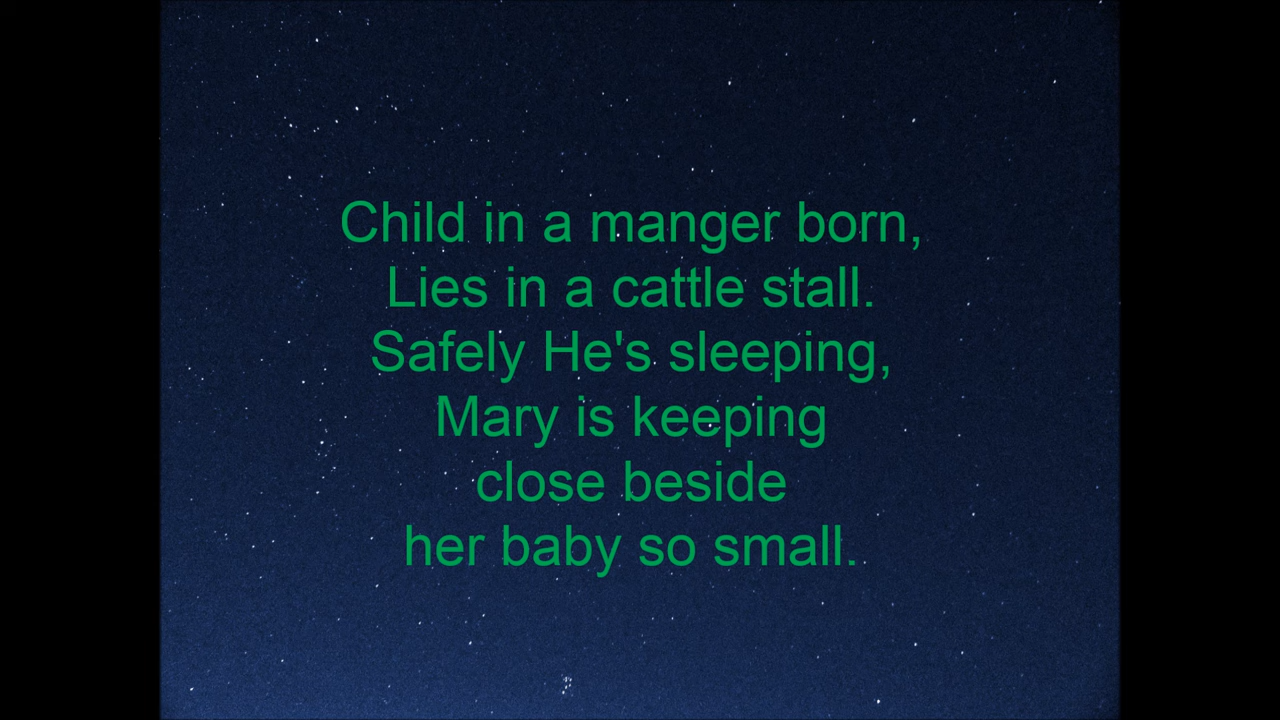 Child in a manger born,
Lies in a cattle stall.
Safely He's sleeping,
Mary is keeping
close beside
her baby so small.